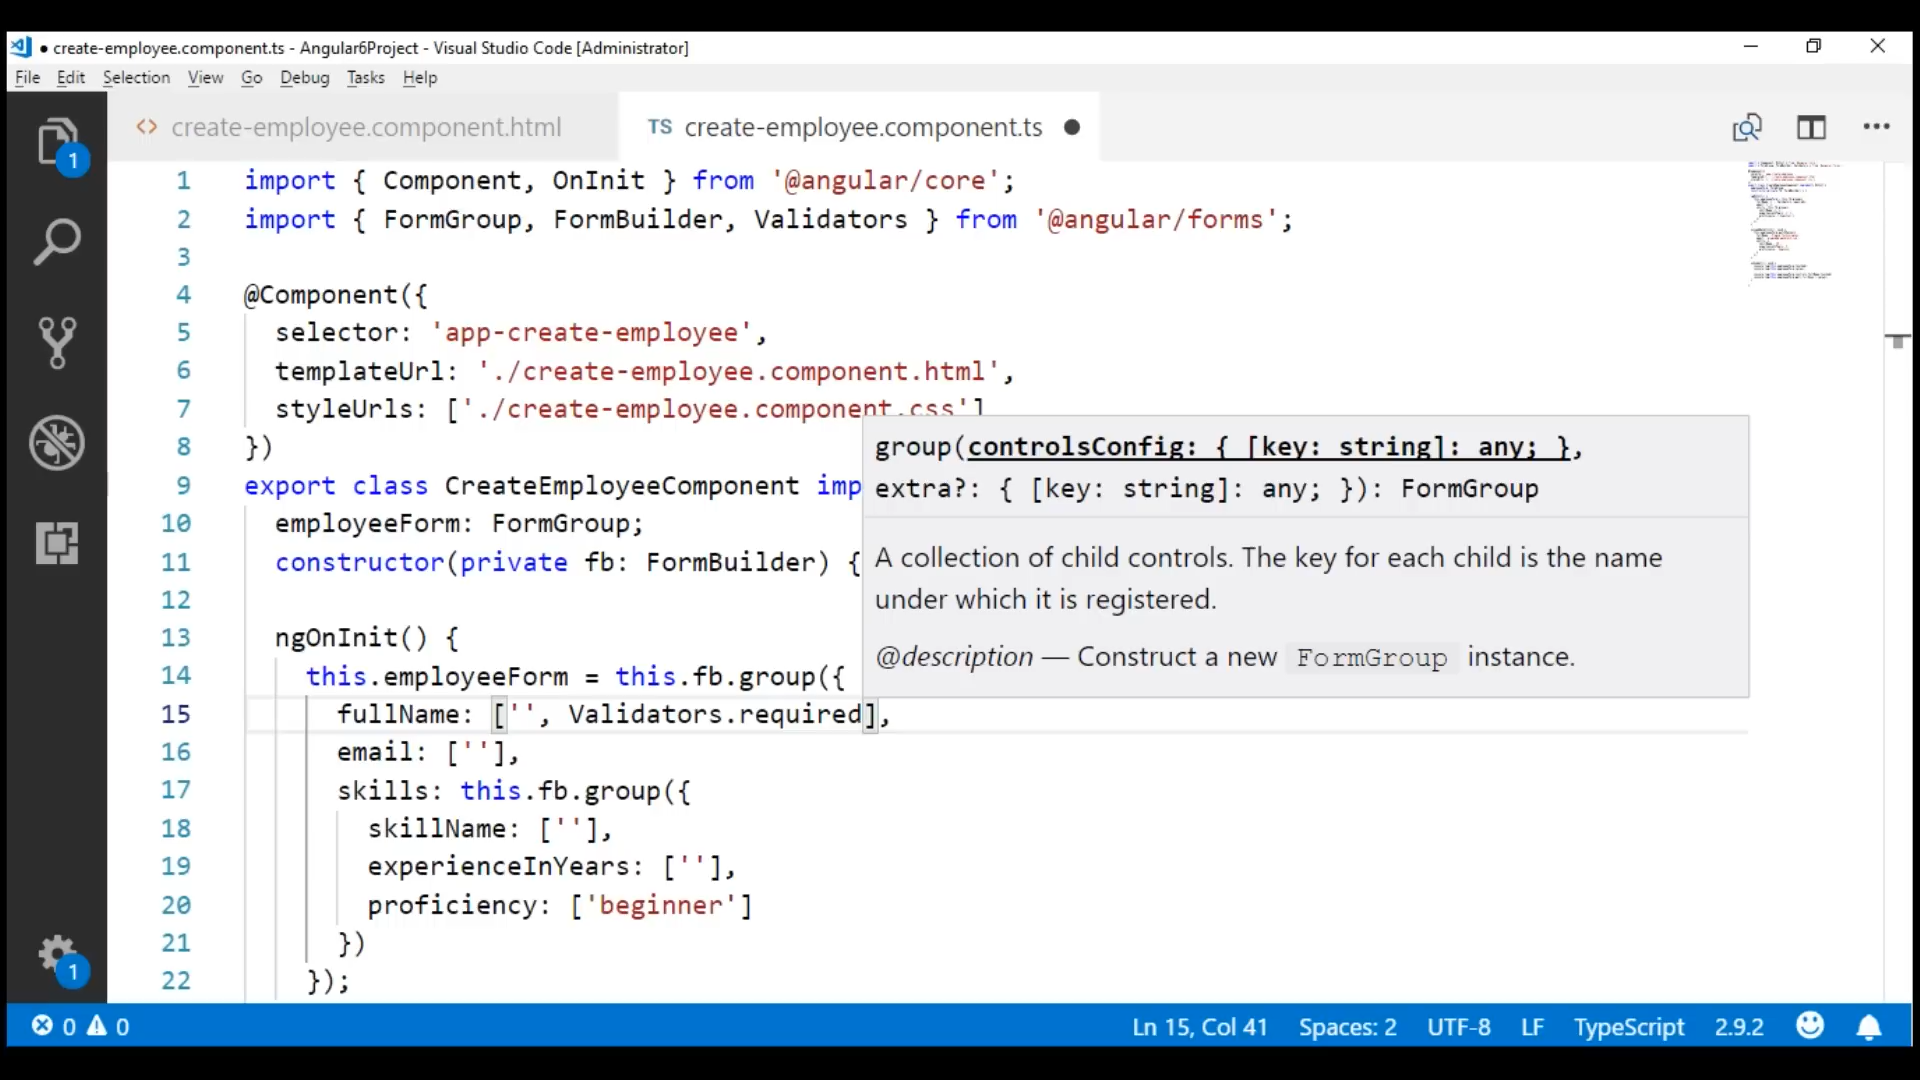 ● create-employee.component.ts - Angular6Project - Visual Studio Code [Administrator]
File Edit Selection View Go Debug Tasks Help
<> create-employee.component.html TS create-employee.component.ts ●
1 import { Component, OnInit } from '@angular/core';
2 import { FormGroup, FormBuilder, Validators } from '@angular/forms';
3
4 @Component({
5 selector: 'app-create-employee',
6 templateUrl: './create-employee.component.html',
7 styleUrls: ['./create-employee.component.css']
8 })
9 export class CreateEmployeeComponent imp
10 employeeForm: FormGroup;
11 constructor(private fb: FormBuilder) {
12
13 ngOnInit() {
14 this.employeeForm = this.fb.group({
15 fullName: ['', Validators.required],
16 email: [''],
17 skills: this.fb.group({
18 skillName: [''],
19 experienceInYears: [''],
20 proficiency: ['beginner']
21 })
22 });
group(controlsConfig: { [key: string]: any; },
extra?: { [key: string]: any; }): FormGroup
A collection of child controls. The key for each child is the name
under which it is registered.
@description — Construct a new FormGroup instance.
1
1
0 0 Ln 15, Col 41 Spaces: 2 UTF-8 LF TypeScript 2.9.2